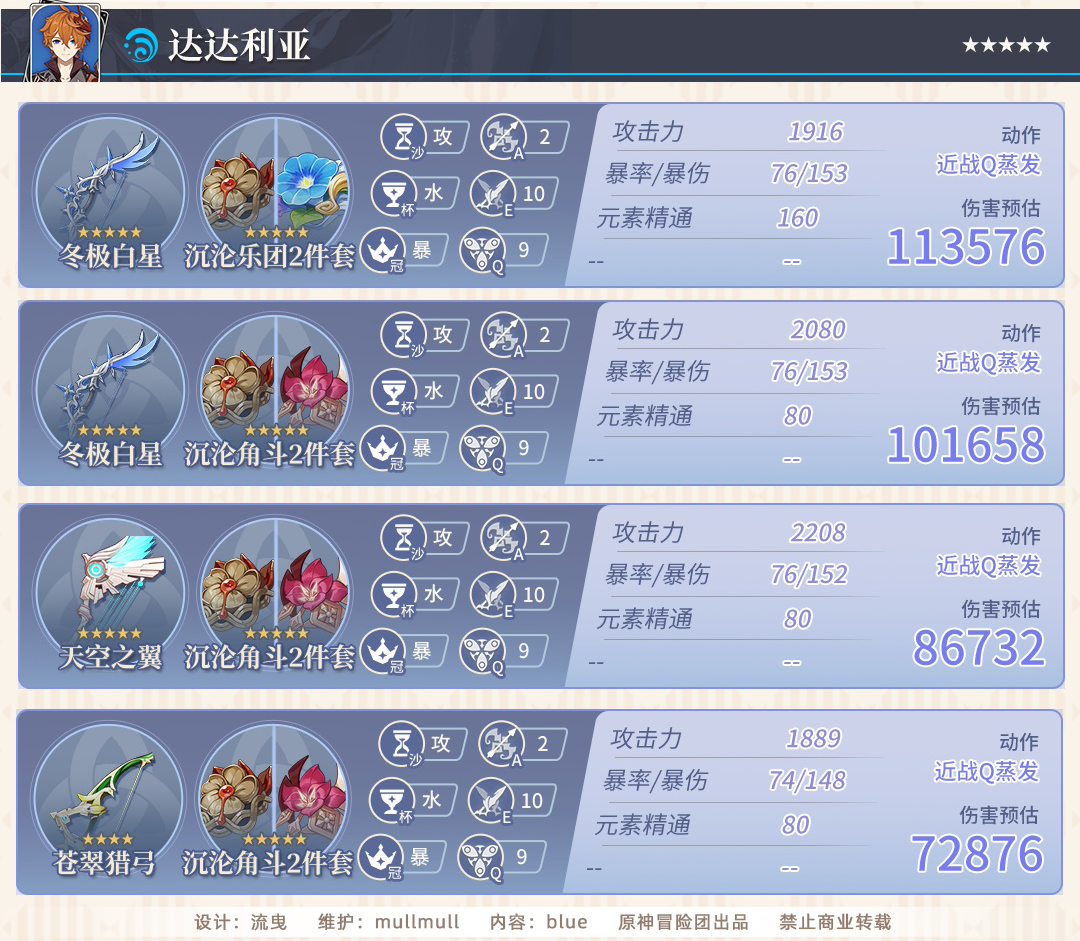 达达利亚 ★★★★★
冬极白星
沉沦乐团2件套
沙 攻 A 2
杯 水 E 10
冠 暴 Q 9
攻击力 1916
暴率/暴伤 76/153
元素精通 160
-- --
动作
近战Q蒸发
伤害预估
113576
冬极白星
沉沦角斗2件套
沙 攻 A 2
杯 水 E 10
冠 暴 Q 9
攻击力 2080
暴率/暴伤 76/153
元素精通 80
-- --
动作
近战Q蒸发
伤害预估
101658
天空之翼
沉沦角斗2件套
沙 攻 A 2
杯 水 E 10
冠 暴 Q 9
攻击力 2208
暴率/暴伤 76/152
元素精通 80
-- --
动作
近战Q蒸发
伤害预估
86732
苍翠猎弓
沉沦角斗2件套
沙 攻 A 2
杯 水 E 10
冠 暴 Q 9
攻击力 1889
暴率/暴伤 74/148
元素精通 80
-- --
动作
近战Q蒸发
伤害预估
72876
设计：流曳 维护：mullmull 内容：blue 原神冒险团出品 禁止商业转载